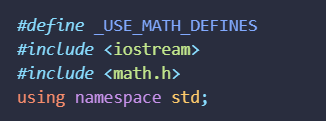 #define _USE_MATH_DEFINES
#include <iostream>
#include <math.h>
using namespace std;